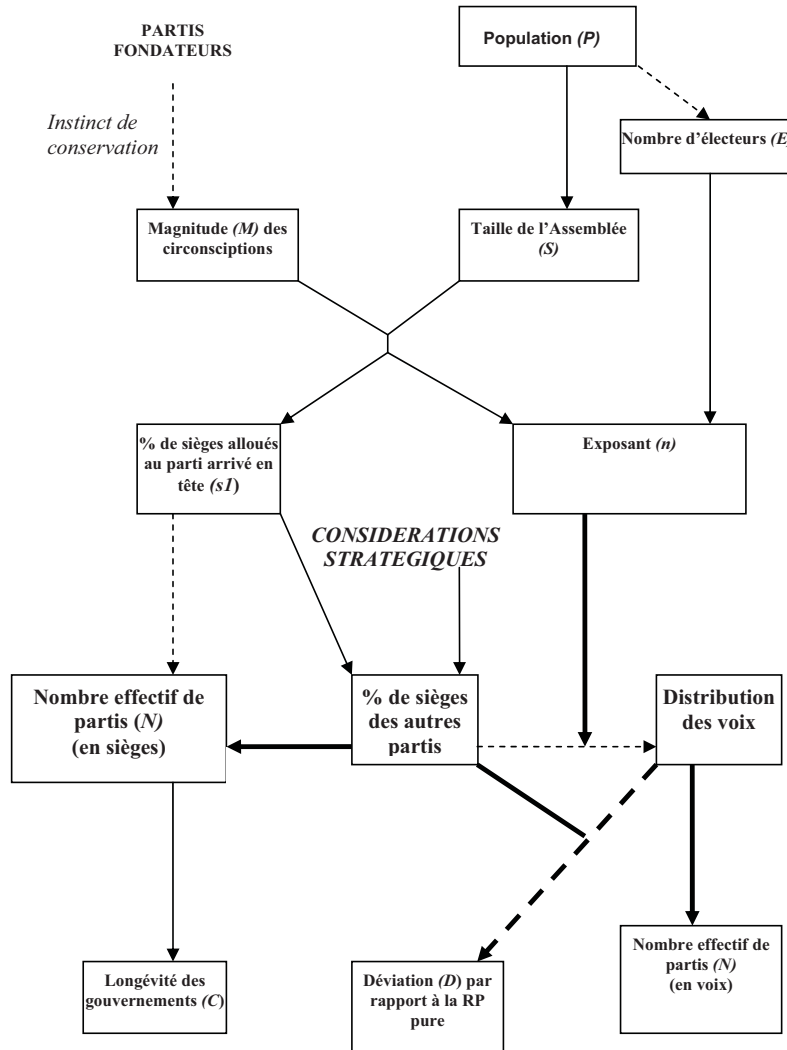 PARTIS
FONDATEURS
Population (P)
Instinct de
conservation
Nombre d'électeurs (E
Magnitude (M) des
circonsciptions
Taille de l'Assemblée
(S)
% de sièges alloués
au parti arrivé en
tête (s1)
Exposant (n)
CONSIDERATIONS
STRATEGIQUES
Nombre effectif de
partis (N)
(en sièges)
% de sièges
des autres
partis
Distribution
des voix
Longévité des
gouvernements (C)
Déviation (D) par
rapport à la RP
pure
Nombre effectif de
partis (N)
(en voix)